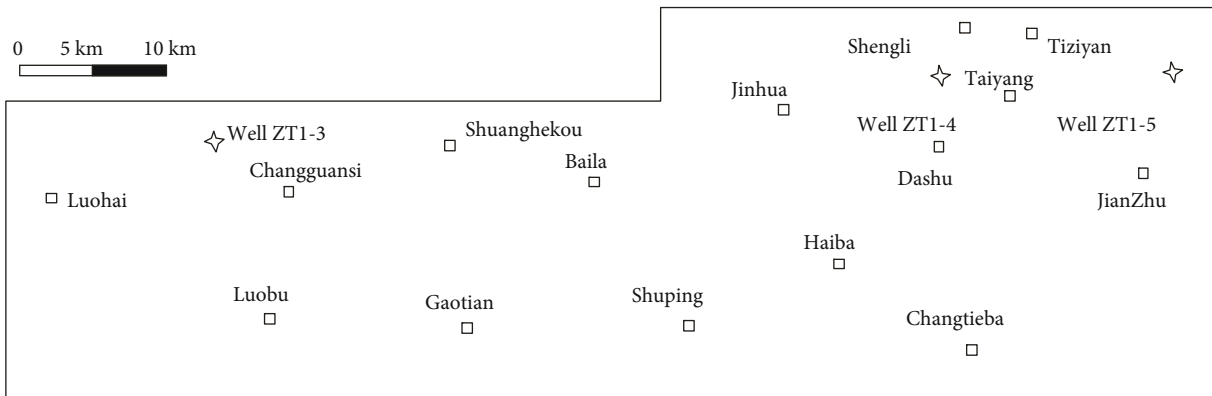 0 5 km 10 km
Shengli
Tiziyan
Taiyang
Jinhua
Well ZT1-3
Shuanghekou
Well ZT1-4
Well ZT1-5
Changguansi
Baila
Dashu
Luohai
JianZhu
Haiba
Luobu
Gaotian
Shuping
Changtieba